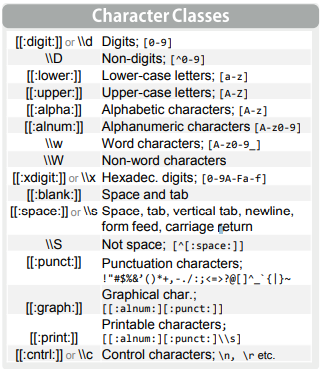 Character Classes
[[:digit:]] or \\d Digits; [0-9]
\\D Non-digits; [^0-9]
[[:lower:]] Lower-case letters; [a-z]
[[:upper:]] Upper-case letters; [A-Z]
[[:alpha:]] Alphabetic characters; [A-z]
[[:alnum:]] Alphanumeric characters [A-z0-9]
\\w Word characters; [A-z0-9_]
\\W Non-word characters
[[:xdigit:]] or \\x Hexadec. digits; [0-9A-Fa-f]
[[:blank:]] Space and tab
[[:space:]] or \\s Space, tab, vertical tab, newline,
form feed, carriage return
\\S Not space; [^[:space:]]
[[:punct:]] Punctuation characters;
!"#$%&’()*+,-./:;<=>?@[]^_`{|}~
[[:graph:]] Graphical char.;
[[:alnum:][:punct:]]
[[:print:]] Printable characters;
[[:alnum:][:punct:]\\s]
[[:cntrl:]] or \\c Control characters; \n, \r etc.